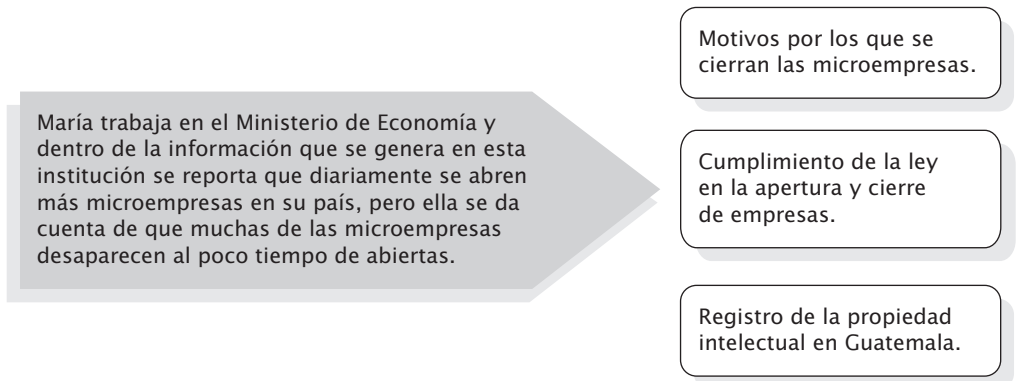 María trabaja en el Ministerio de Economía y
dentro de la información que se genera en esta
institución se reporta que diariamente se abren
más microempresas en su país, pero ella se da
cuenta de que muchas de las microempresas
desaparecen al poco tiempo de abiertas.
Motivos por los que se
cierran las microempresas.
Cumplimiento de la ley
en la apertura y cierre
de empresas.
Registro de la propiedad
intelectual en Guatemala.